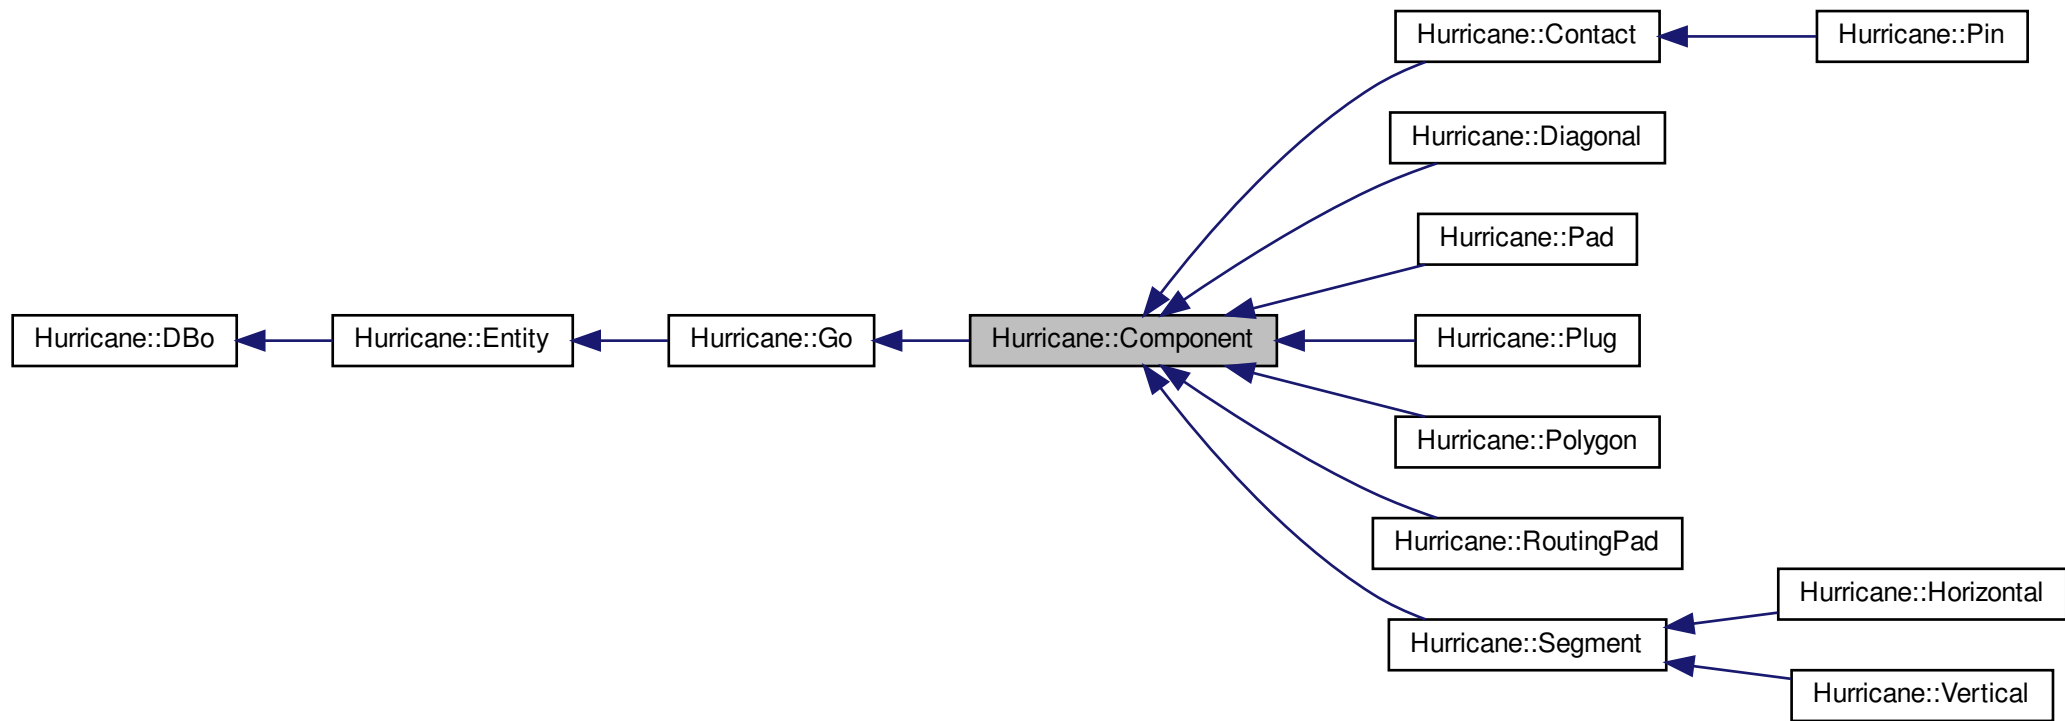 Hurricane::Contact
Hurricane::Pin
Hurricane::Diagonal
Hurricane::Pad
Hurricane::DBo
Hurricane::Entity
Hurricane::Go
Hurricane::Component
Hurricane::Plug
Hurricane::Polygon
Hurricane::RoutingPad
Hurricane::Horizontal
Hurricane::Segment
Hurricane::Vertical